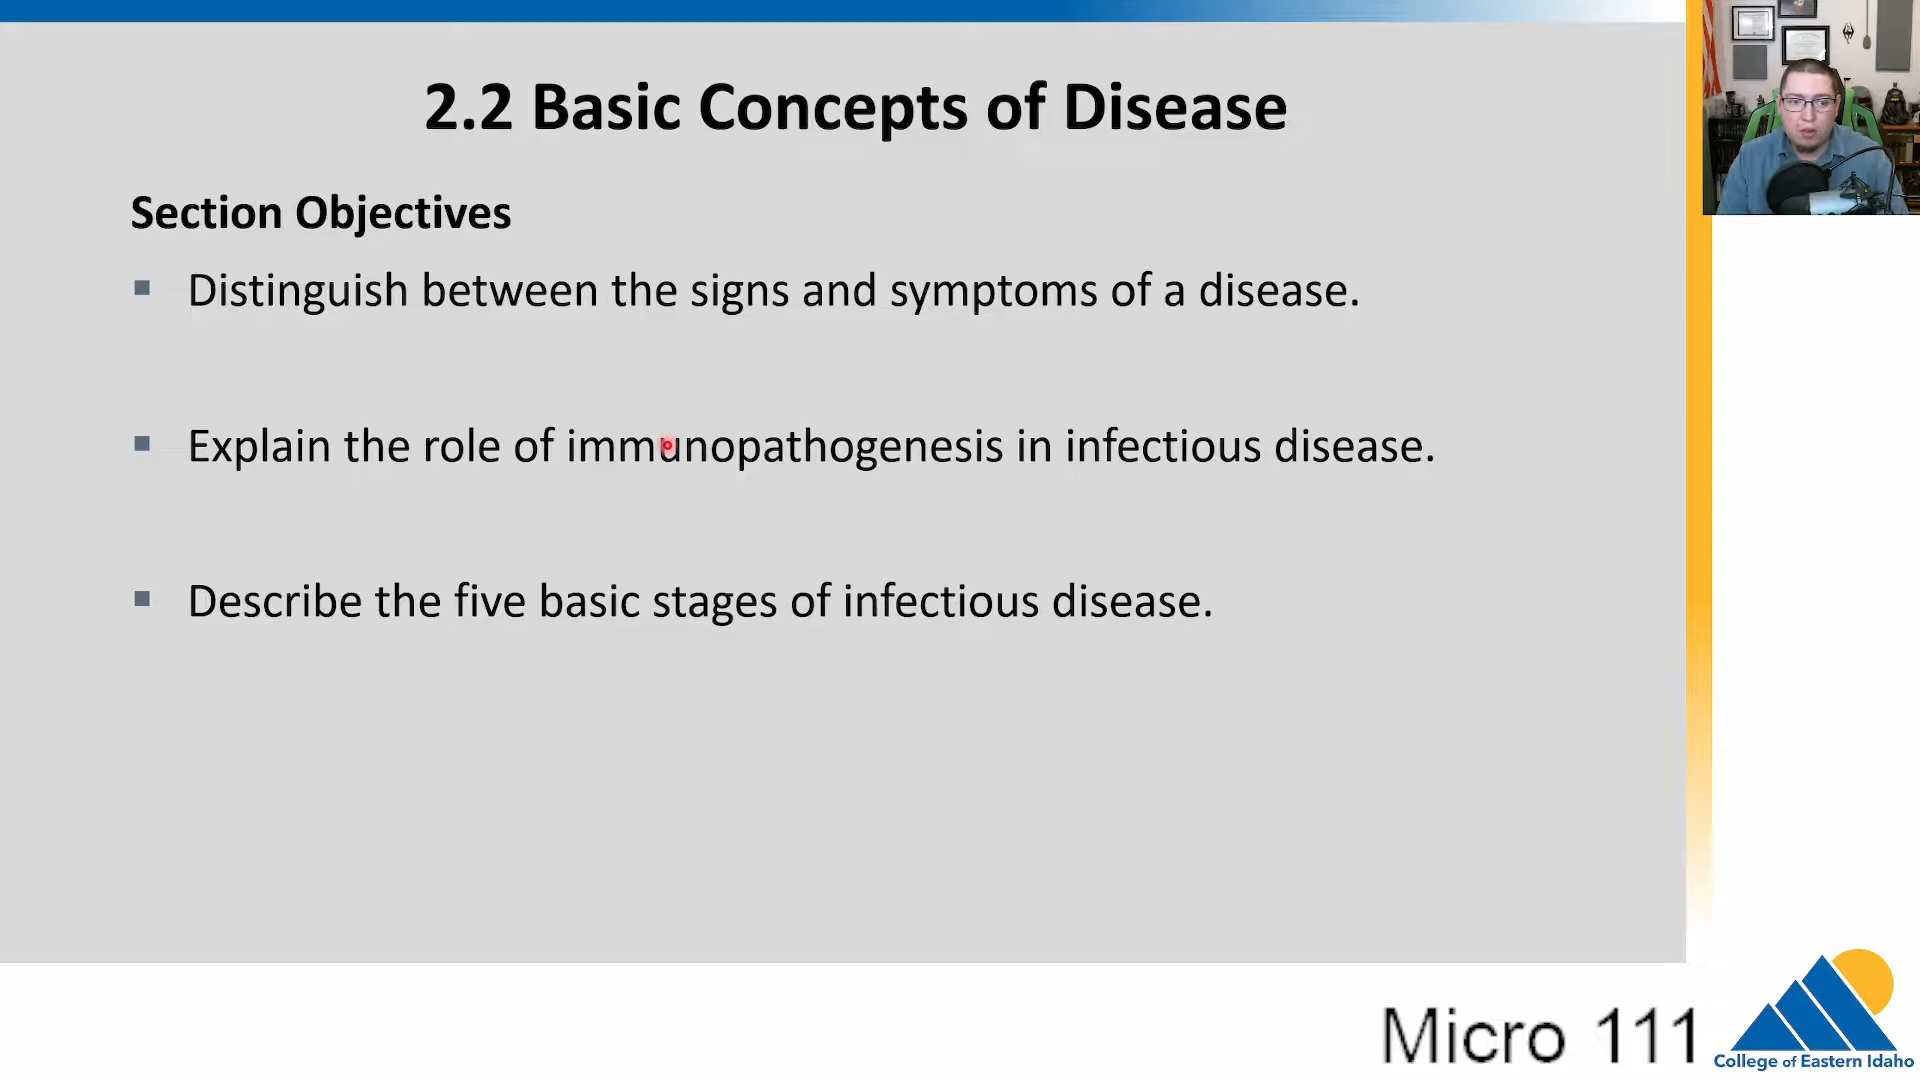 2.2 Basic Concepts of Disease
Section Objectives
Distinguish between the signs and symptoms of a disease.
Explain the role of immunopathogenesis in infectious disease.
Describe the five basic stages of infectious disease.
Micro 111
College of Eastern Idaho